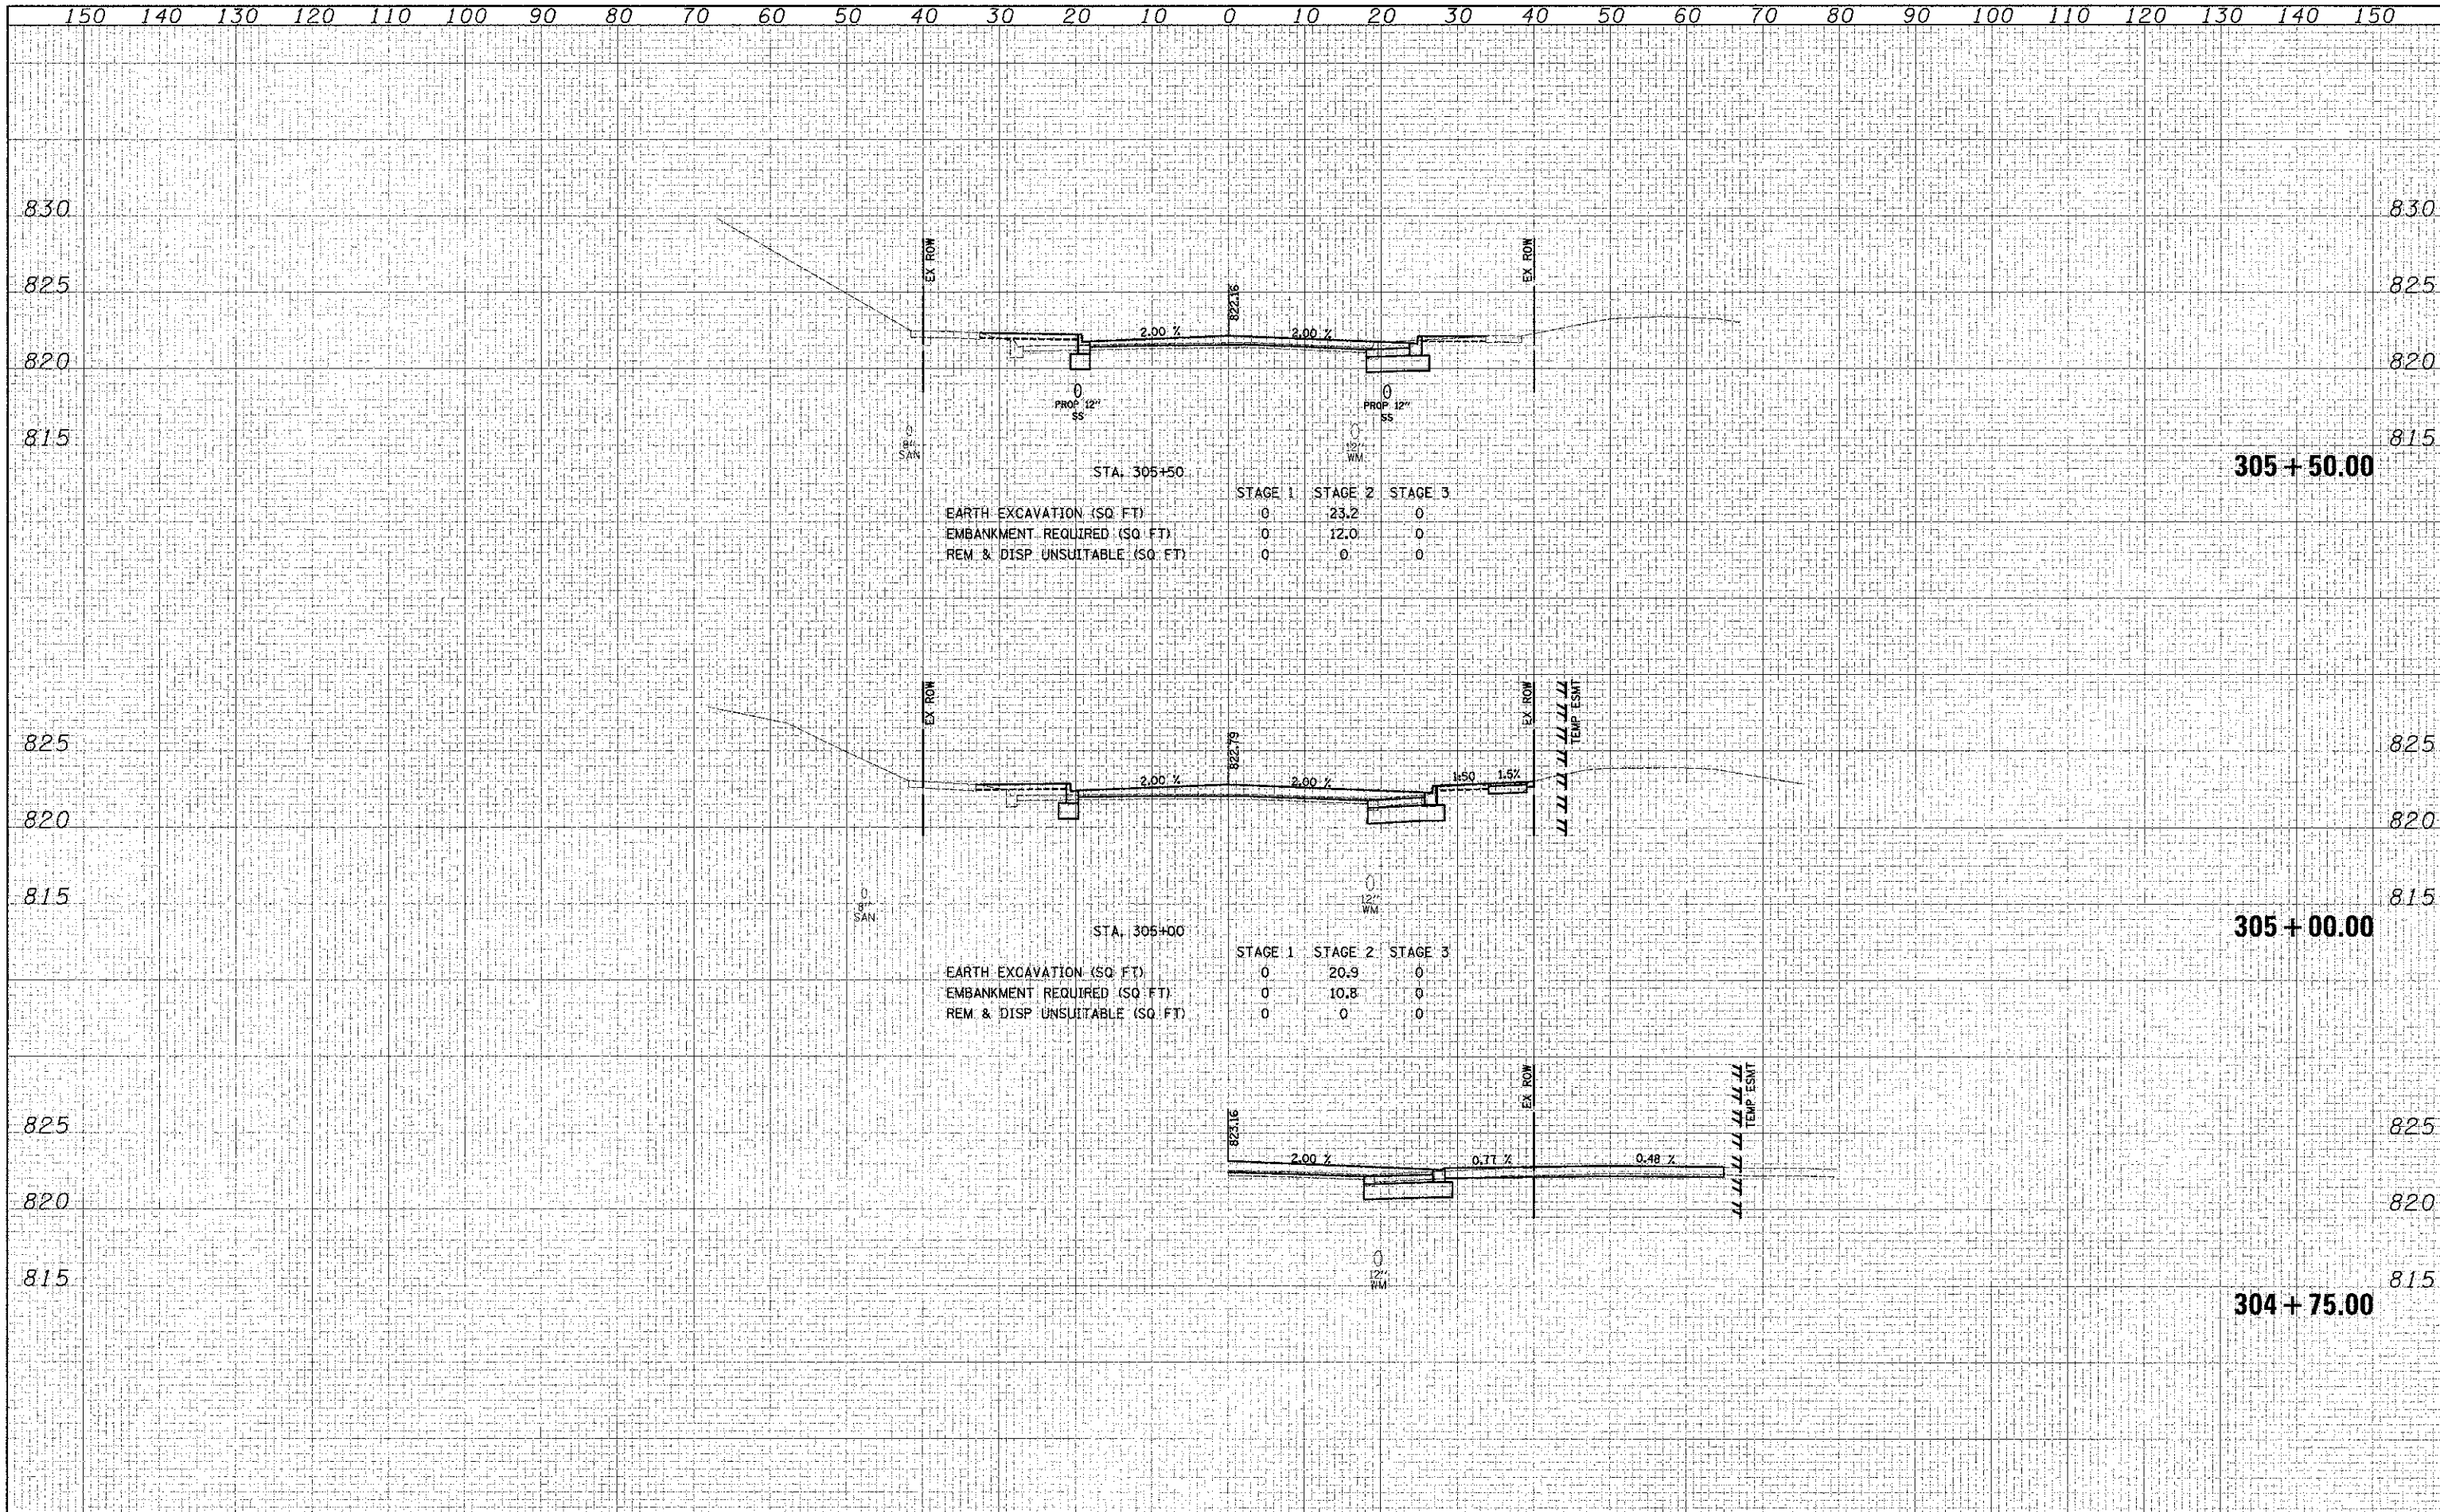 150 140 130 120 110 100 90 80 70 60 50 40 30 20 10 0 10 20 30 40 50 60 70 80 90 100 110 120 130 140 150
830 830
EX ROW EX ROW
825 822.16 825
2.00 % 2.00 %
820 820
PROP 12" PROP 12"
SS SS
815 8" 12" 815
SAN WM
STA. 305+50 305 + 50.00
STAGE 1 STAGE 2 STAGE 3
EARTH EXCAVATION (SQ FT) 0 23.2 0
EMBANKMENT REQUIRED (SQ FT) 0 12.0 0
REM & DISP UNSUITABLE (SQ FT) 0 0 0
EX ROW EX ROW TEMP ESMT
825 822.79 825
2.00 % 2.00 % 1:50 1.5%
820 820
815 8" 12" 815
SAN WM
STA. 305+00 305 + 00.00
STAGE 1 STAGE 2 STAGE 3
EARTH EXCAVATION (SQ FT) 0 20.9 0
EMBANKMENT REQUIRED (SQ FT) 0 10.8 0
REM & DISP UNSUITABLE (SQ FT) 0 0 0
EX ROW TEMP ESMT
825 823.16 825
2.00 % 0.77 % 0.48 %
820 820
815 12" 815
WM
304 + 75.00